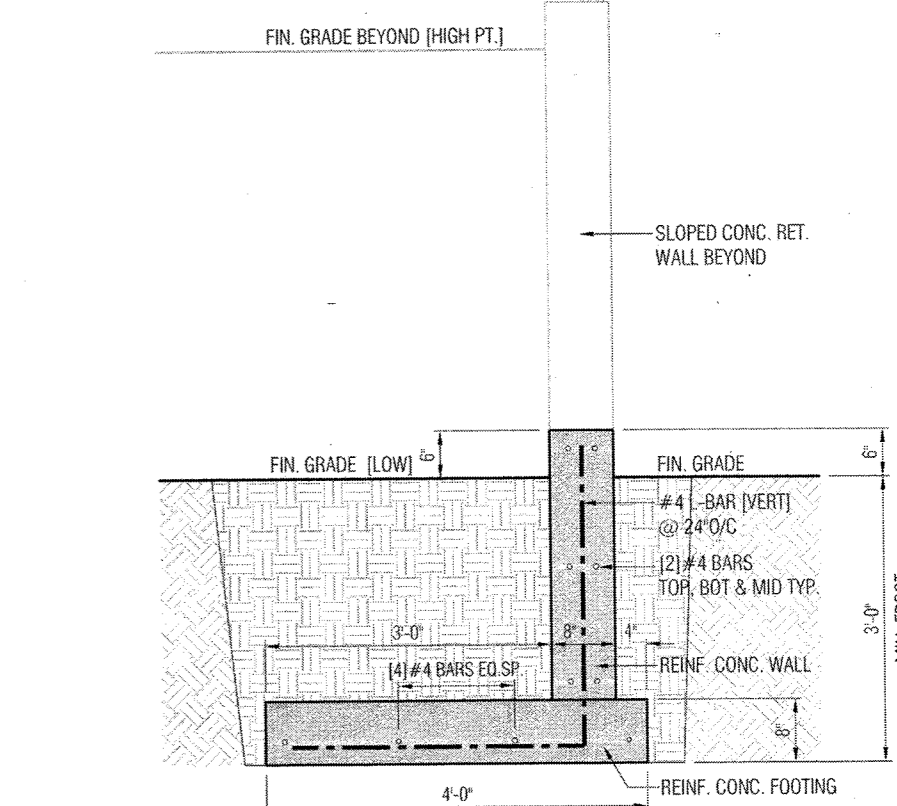 FIN. GRADE BEYOND [HIGH PT.]
SLOPED CONC. RET.
WALL BEYOND
6"
6"
FIN. GRADE [LOW]
FIN. GRADE
#4 L-BAR [VERT]
@ 24"O/C
[2] #4 BARS
TOP, BOT & MID TYP.
3'-0"
3'-0"
8"
4"
[4] #4 BARS EQ.SP.
REINF. CONC. WALL
8"
4'-0"
REINF. CONC. FOOTING